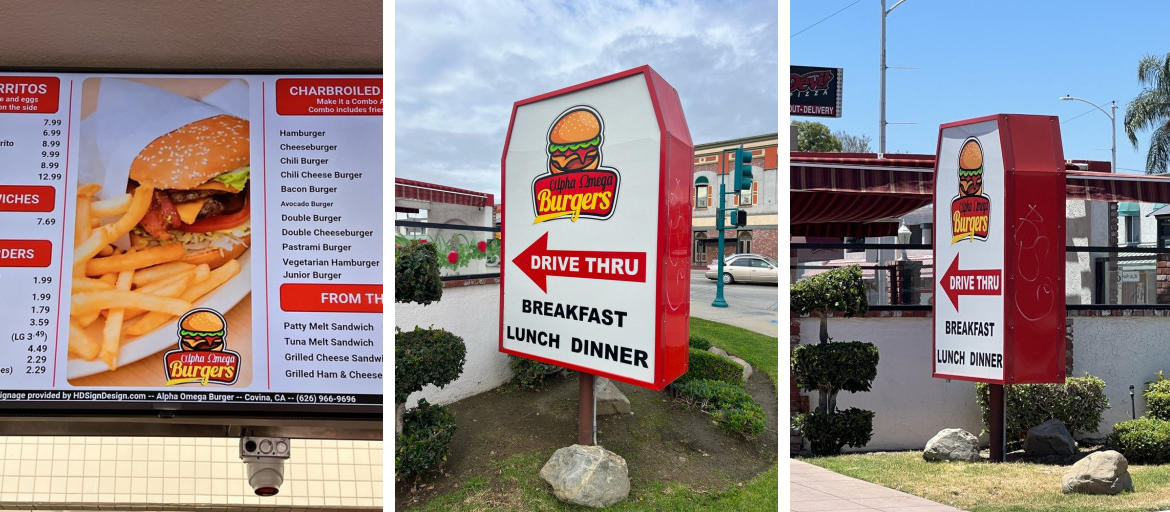 RRITOS
e and eggs
on the side
7.99
6.99
rito 8.99
9.99
8.99
12.99
WICHES
7.69
RDERS
1.99
1.99
1.79
3.59
(LG 3.49)
4.49
2.29
es) 2.29
Alpha Omega
Burgers
CHARBROILED
Make it a Combo A
Combo includes fries
Hamburger
Cheeseburger
Chili Burger
Chili Cheese Burger
Bacon Burger
Avocado Burger
Double Burger
Double Cheeseburger
Pastrami Burger
Vegetarian Hamburger
Junior Burger
FROM TH
Patty Melt Sandwich
Tuna Melt Sandwich
Grilled Cheese Sandwi
Grilled Ham & Cheese
ignage provided by HDSignDesign.com -- Alpha Omega Burger -- Covina, CA -- (626) 966-9696
Alpha Omega
Burgers
DRIVE THRU
BREAKFAST
LUNCH DINNER
PIZZA
OUT-DELIVERY
Alpha Omega
Burgers
DRIVE THRU
BREAKFAST
LUNCH DINNER